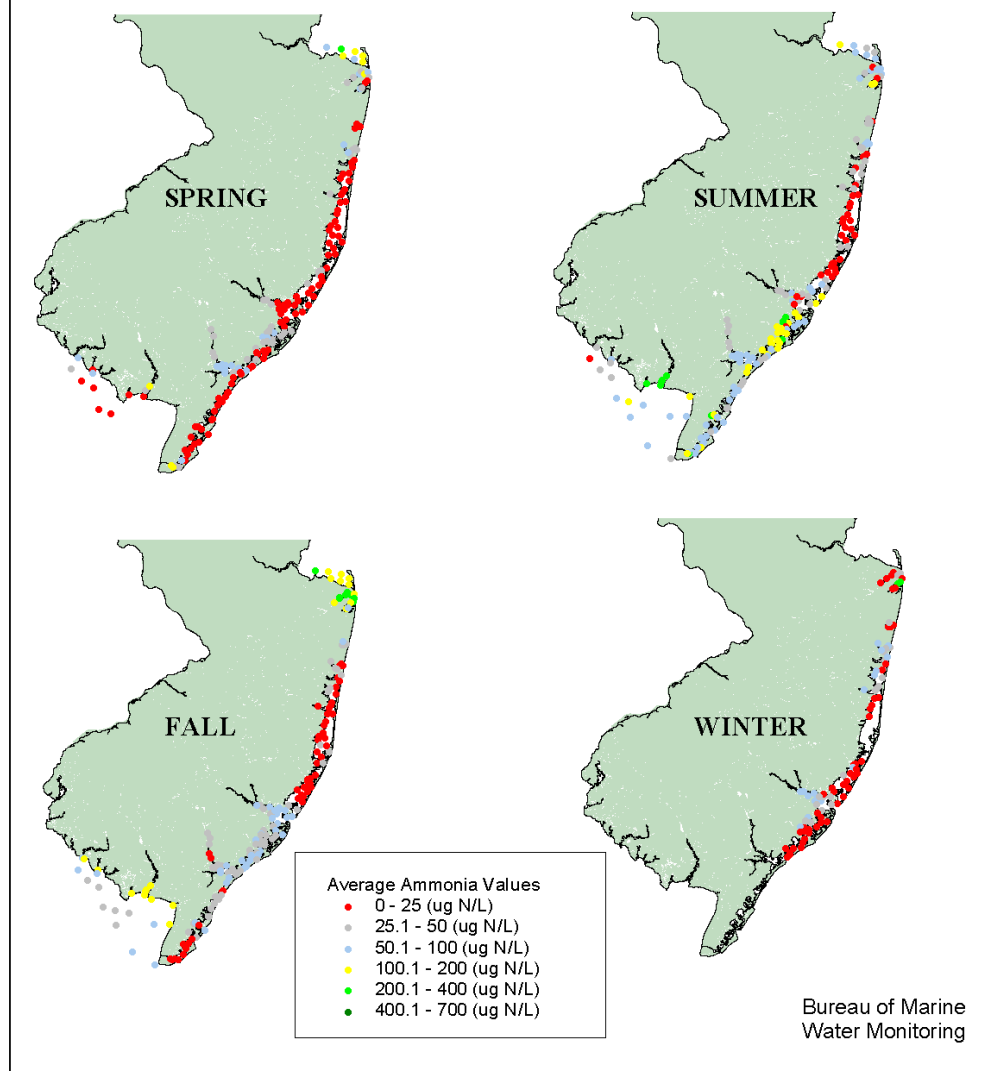 SPRING
SUMMER
FALL
WINTER
Average Ammonia Values
0 - 25 (ug N/L)
25.1 - 50 (ug N/L)
50.1 - 100 (ug N/L)
100.1 - 200 (ug N/L)
200.1 - 400 (ug N/L)
400.1 - 700 (ug N/L)
Bureau of Marine
Water Monitoring